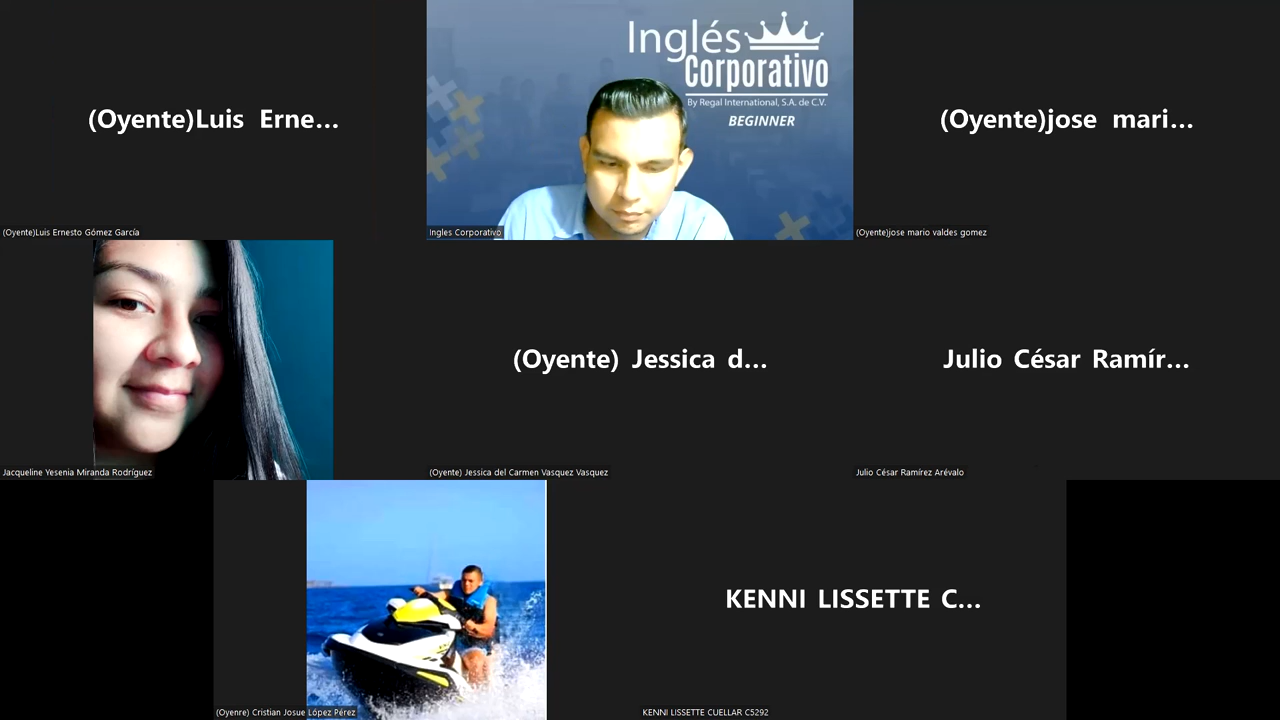 (Oyente)Luis Erne...
(Oyente)Luis Ernesto Gómez García
Inglés
Corporativo
By Regal International, S.A. de C.V.
BEGINNER
Ingles Corporativo
(Oyente)jose mari...
(Oyente)jose mario valdes gomez
Jacqueline Yesenia Miranda Rodríguez
(Oyente) Jessica d...
(Oyente) Jessica del Carmen Vasquez Vasquez
Julio César Ramír...
Julio César Ramírez Arévalo
(Oyenre) Cristian Josue López Pérez
KENNI LISSETTE C...
KENNI LISSETTE CUELLAR C5292